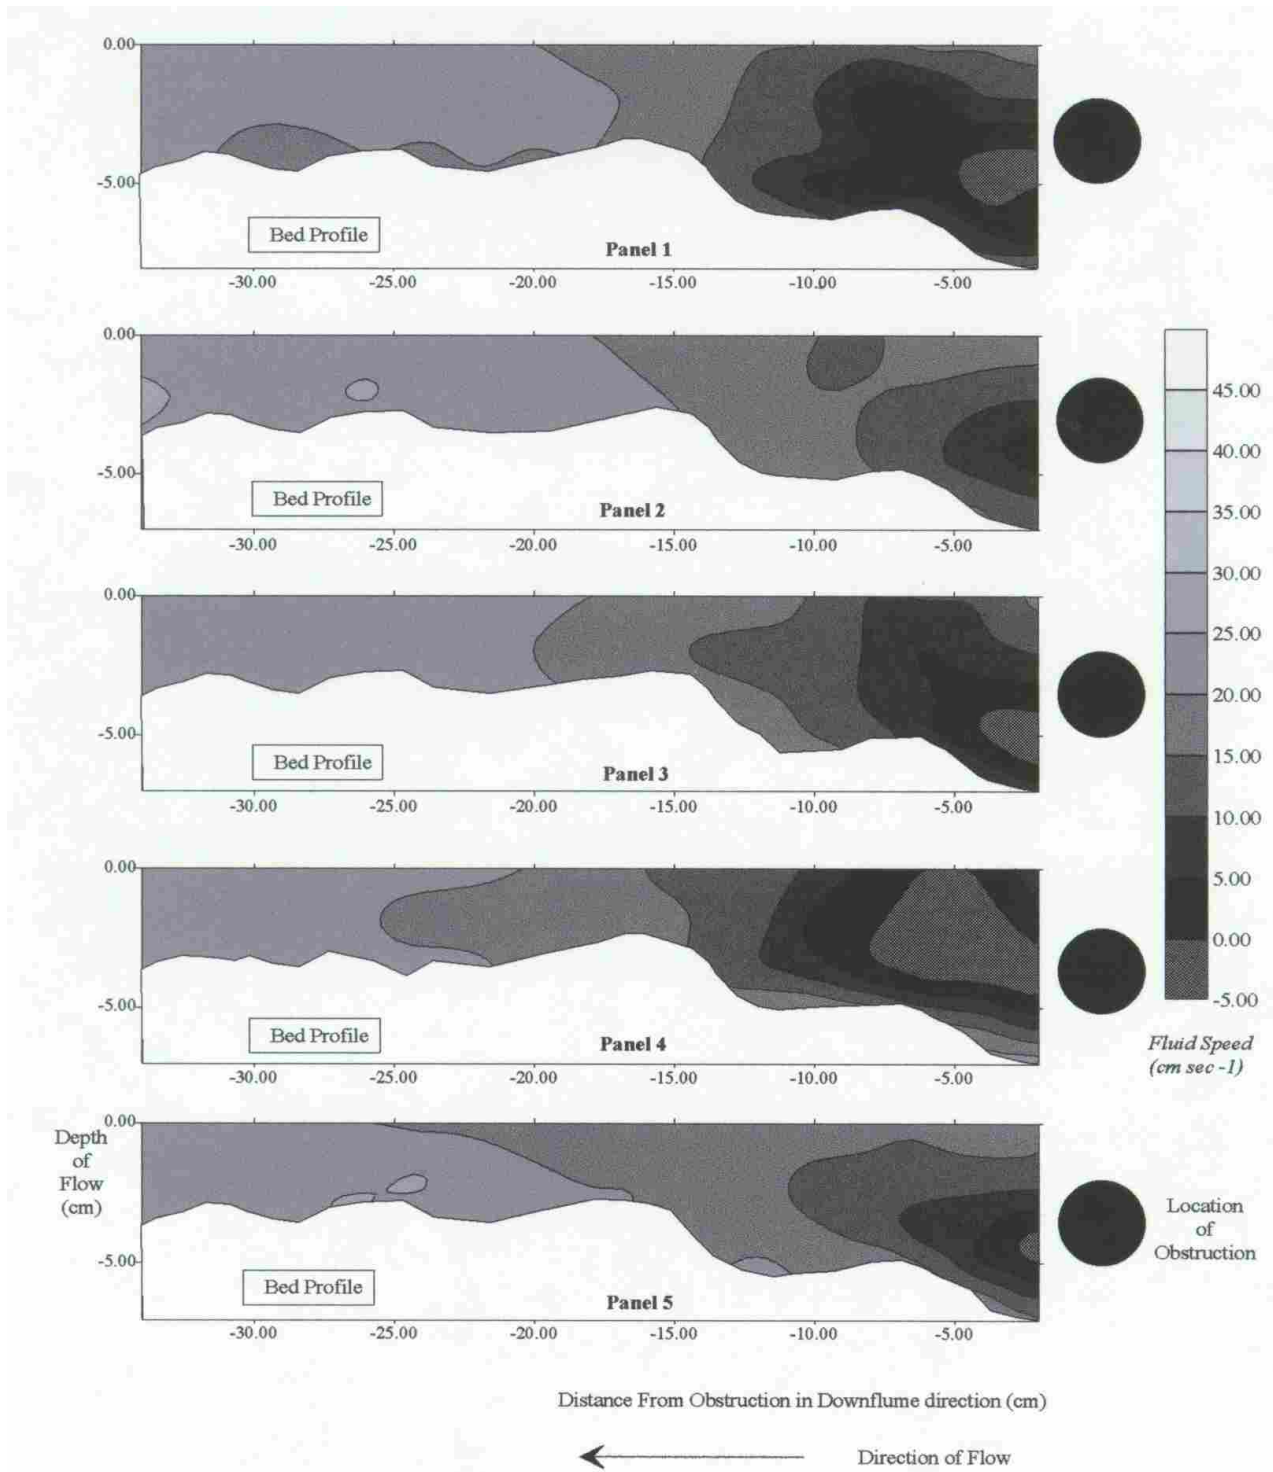 0.00
-5.00
Bed Profile
Panel 1
-30.00 -25.00 -20.00 -15.00 -10.00 -5.00
0.00
-5.00
Bed Profile
Panel 2
-30.00 -25.00 -20.00 -15.00 -10.00 -5.00
0.00
-5.00
Bed Profile
Panel 3
-30.00 -25.00 -20.00 -15.00 -10.00 -5.00
0.00
-5.00
Bed Profile
Panel 4
-30.00 -25.00 -20.00 -15.00 -10.00 -5.00
45.00
40.00
35.00
30.00
25.00
20.00
15.00
10.00
5.00
0.00
-5.00
Fluid Speed
(cm sec -1)
0.00
Depth
of
Flow
(cm)
-5.00
Bed Profile
Panel 5
-30.00 -25.00 -20.00 -15.00 -10.00 -5.00
Location
of
Obstruction
Distance From Obstruction in Downflume direction (cm)
Direction of Flow